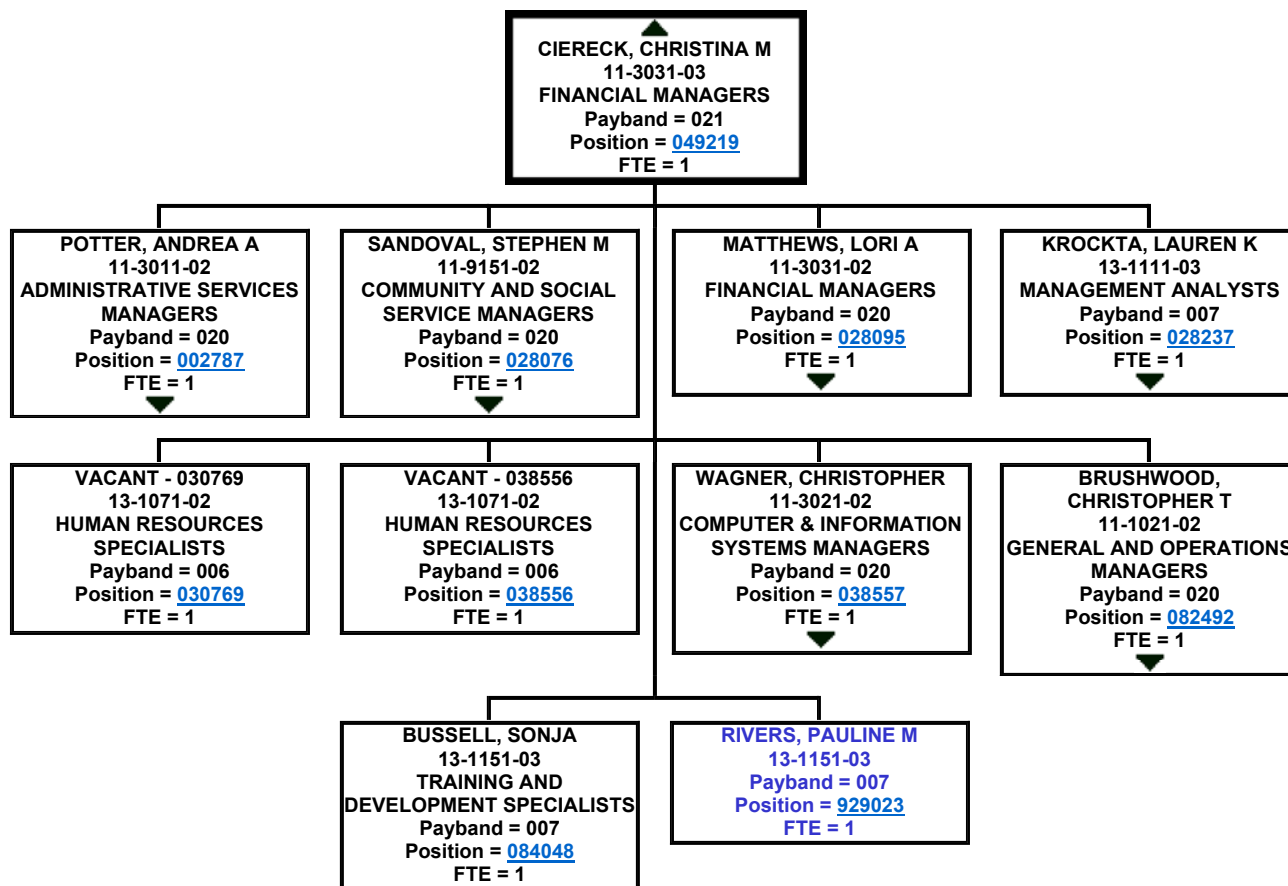 CIERECK, CHRISTINA M
11-3031-03
FINANCIAL MANAGERS
Payband = 021
Position = 049219
FTE = 1
POTTER, ANDREA A
11-3011-02
ADMINISTRATIVE SERVICES
MANAGERS
Payband = 020
Position = 002787
FTE = 1
SANDOVAL, STEPHEN M
11-9151-02
COMMUNITY AND SOCIAL
SERVICE MANAGERS
Payband = 020
Position = 028076
FTE = 1
MATTHEWS, LORI A
11-3031-02
FINANCIAL MANAGERS
Payband = 020
Position = 028095
FTE = 1
KROCKTA, LAUREN K
13-1111-03
MANAGEMENT ANALYSTS
Payband = 007
Position = 028237
FTE = 1
VACANT - 030769
13-1071-02
HUMAN RESOURCES
SPECIALISTS
Payband = 006
Position = 030769
FTE = 1
VACANT - 038556
13-1071-02
HUMAN RESOURCES
SPECIALISTS
Payband = 006
Position = 038556
FTE = 1
WAGNER, CHRISTOPHER
11-3021-02
COMPUTER & INFORMATION
SYSTEMS MANAGERS
Payband = 020
Position = 038557
FTE = 1
BRUSHWOOD,
CHRISTOPHER T
11-1021-02
GENERAL AND OPERATIONS
MANAGERS
Payband = 020
Position = 082492
FTE = 1
BUSSELL, SONJA
13-1151-03
TRAINING AND
DEVELOPMENT SPECIALISTS
Payband = 007
Position = 084048
FTE = 1
RIVERS, PAULINE M
13-1151-03
Payband = 007
Position = 929023
FTE = 1